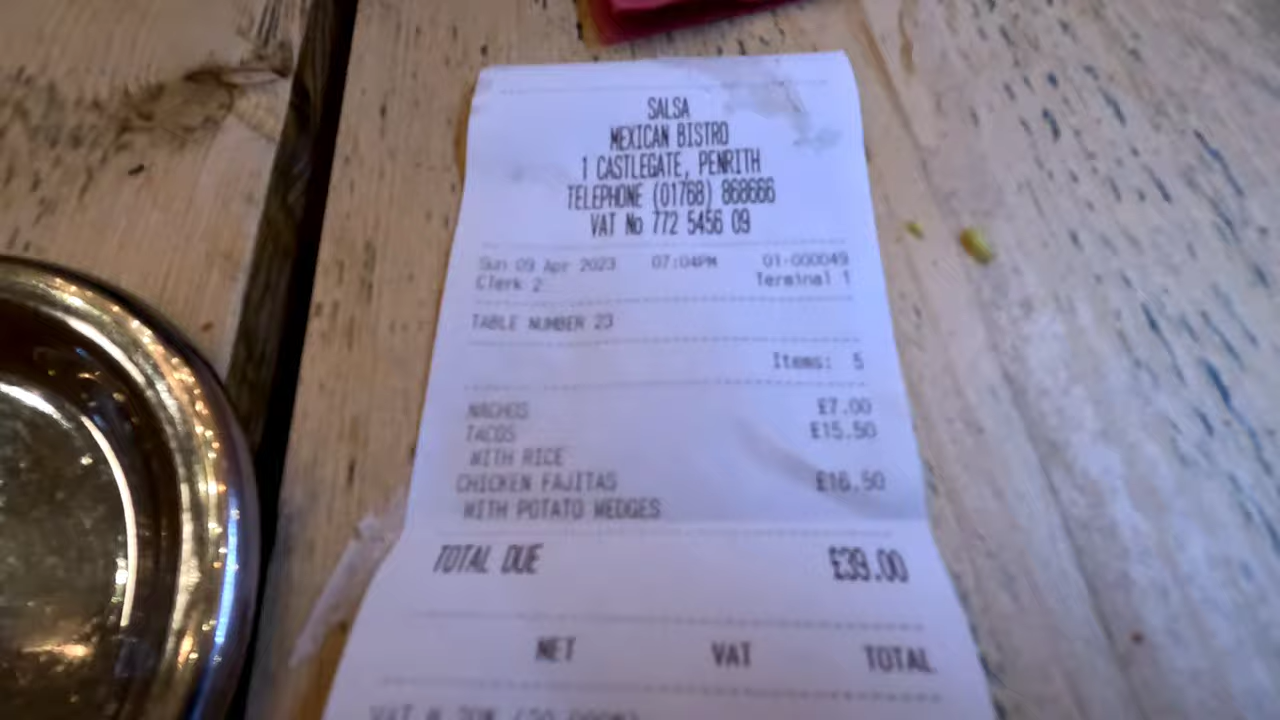 SALSA
MEXICAN BISTRO
1 CASTLEGATE, PENRITH
TELEPHONE (01768) 868666
VAT No 772 5456 09
Sun 09 Apr 2023 07:04PM 01-000049
Clerk 2 Terminal 1
TABLE NUMBER 23
Items: 5
NACHOS £7.00
TACOS £15.50
WITH RICE
CHICKEN FAJITAS £16.50
WITH POTATO WEDGES
TOTAL DUE £39.00
NET VAT TOTAL